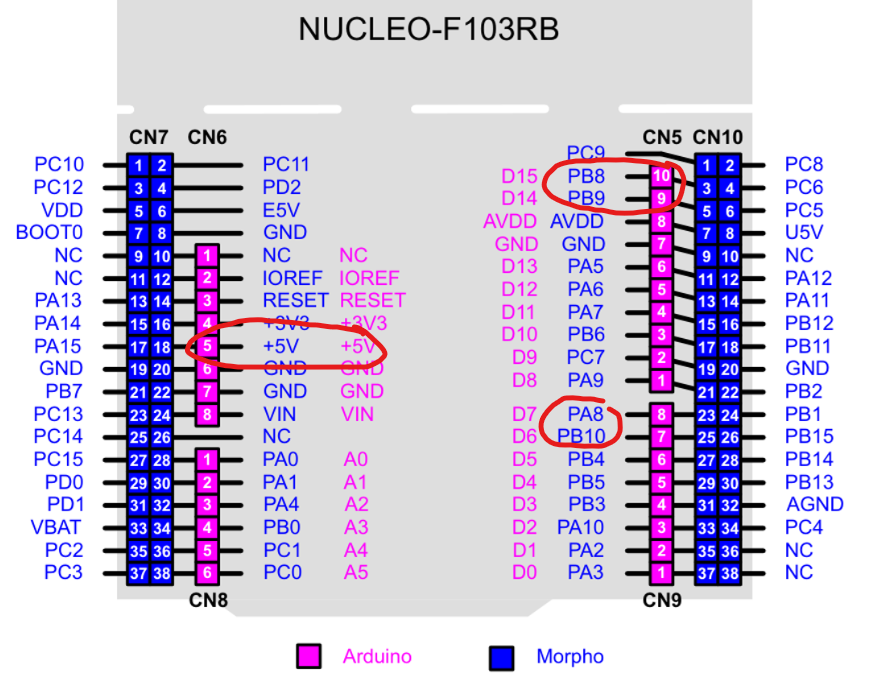 NUCLEO-F103RB
CN7 CN6 CN5 CN10
PC9
PC10 1 2 PC11 D15 PB8 10 1 2 PC8
PC12 3 4 PD2 D14 PB9 9 3 4 PC6
VDD 5 6 E5V AVDD AVDD 8 5 6 PC5
BOOT0 7 8 GND GND GND 7 7 8 U5V
NC 9 10 1 NC NC D13 PA5 6 9 10 NC
NC 11 12 2 IOREF IOREF D12 PA6 5 11 12 PA12
PA13 13 14 3 RESET RESET D11 PA7 4 13 14 PA11
PA14 15 16 4 +3V3 +3V3 D10 PB6 3 15 16 PB12
PA15 17 18 5 +5V +5V D9 PC7 2 17 18 PB11
GND 19 20 6 GND GND D8 PA9 1 19 20 GND
PB7 21 22 7 GND GND 21 22 PB2
PC13 23 24 8 VIN VIN D7 PA8 8 23 24 PB1
PC14 25 26 NC D6 PB10 7 25 26 PB15
PC15 27 28 1 PA0 A0 D5 PB4 6 27 28 PB14
PD0 29 30 2 PA1 A1 D4 PB5 5 29 30 PB13
PD1 31 32 3 PA4 A2 D3 PB3 4 31 32 AGND
VBAT 33 34 4 PB0 A3 D2 PA10 3 33 34 PC4
PC2 35 36 5 PC1 A4 D1 PA2 2 35 36 NC
PC3 37 38 6 PC0 A5 D0 PA3 1 37 38 NC
CN8 CN9
Arduino Morpho